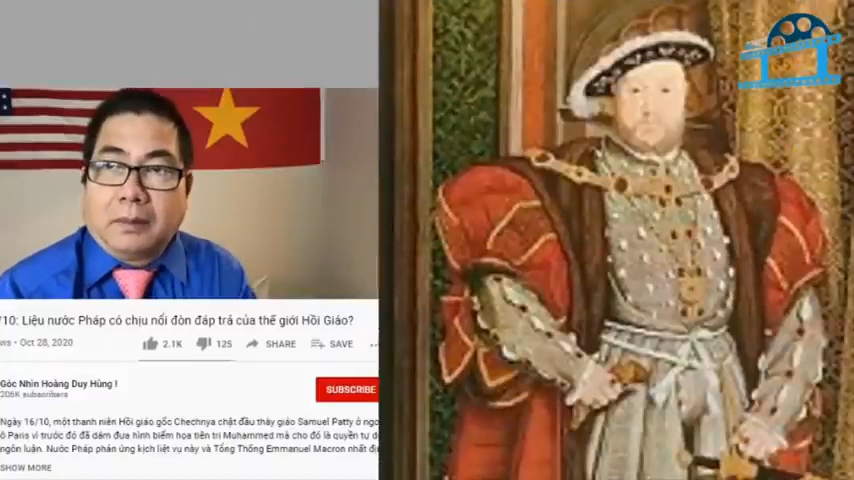 /10: Liệu nước Pháp có chịu nổi đòn đáp trả của thế giới Hồi Giáo?
ws • Oct 28, 2020
2.1K
125
SHARE
SAVE
Góc Nhìn Hoàng Duy Hùng !
206K subscribers
SUBSCRIBE
Ngày 16/10, một thanh niên Hồi giáo gốc Chechnya chặt đầu thày giáo Samuel Patty ở ngo
ô Paris vì trước đó đã dám đưa hình biếm họa tiên tri Muhammed mà cho đó là quyền tự d
ngôn luận. Nước Pháp phản ứng kịch liệt vụ này và Tổng Thống Emmanuel Macron nhất đị
SHOW MORE